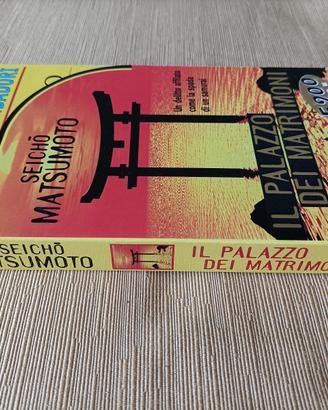 SEICHŌ
MATSUMOTO
Un delitto affilato
come la spada
di un samurai
IL PALAZZO
DEI MATRIMONI
SEICHŌ
TSUMOTO
IL PALAZZO
DEI MATRIMO